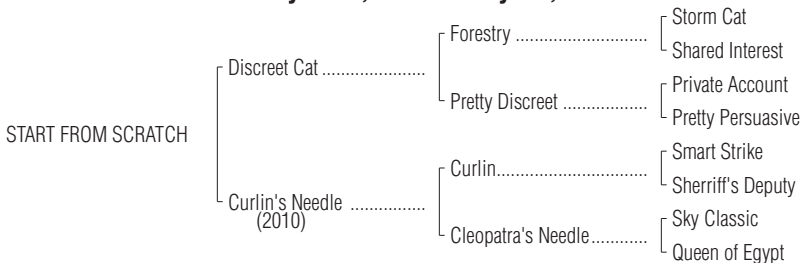 Storm Cat
Forestry
Shared Interest
Discreet Cat
Private Account
Pretty Discreet
Pretty Persuasive
START FROM SCRATCH
Smart Strike
Curlin
Sherriff's Deputy
Curlin's Needle
(2010)
Sky Classic
Cleopatra's Needle
Queen of Egypt